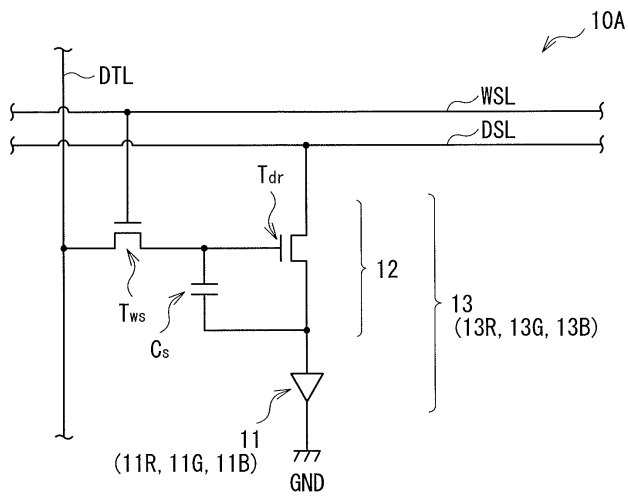 10A
DTL
WSL
DSL
Tdr
12
13
(13R, 13G, 13B)
Tws
Cs
11
(11R, 11G, 11B)
GND